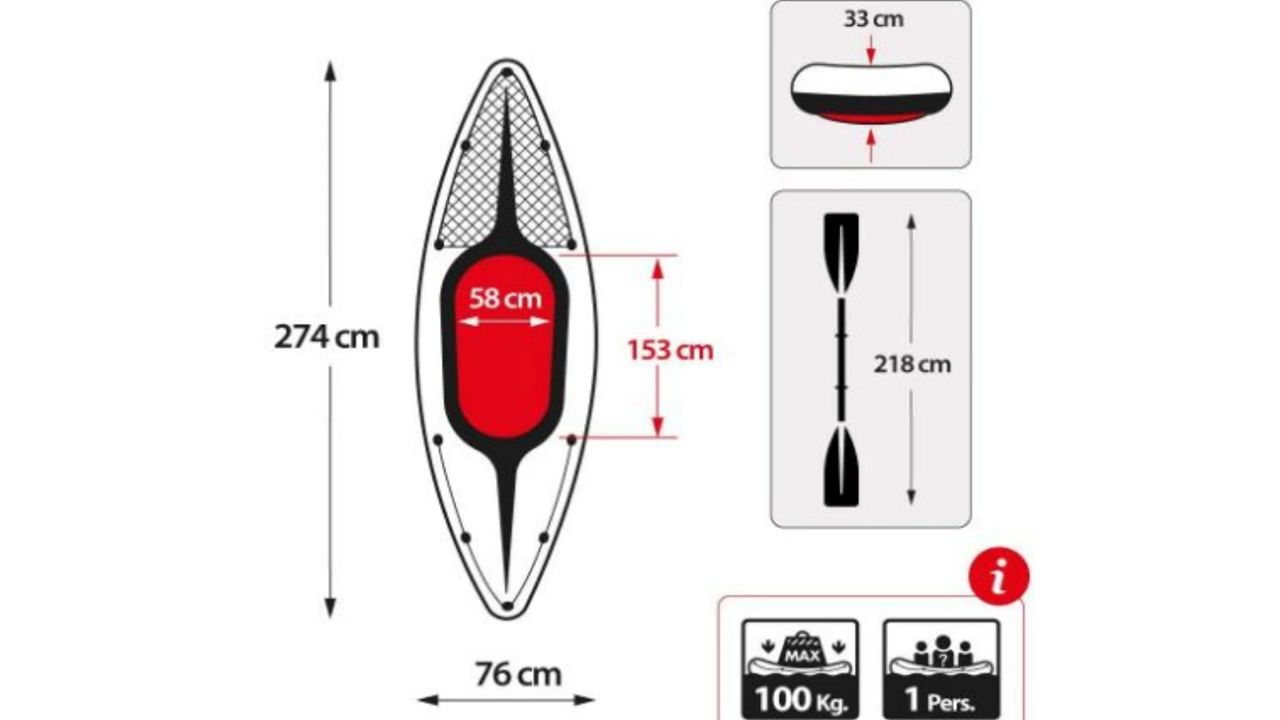 33 cm
58 cm
274 cm
153 cm
218 cm
76 cm
i
MAX
100 Kg.
?
1 Pers.